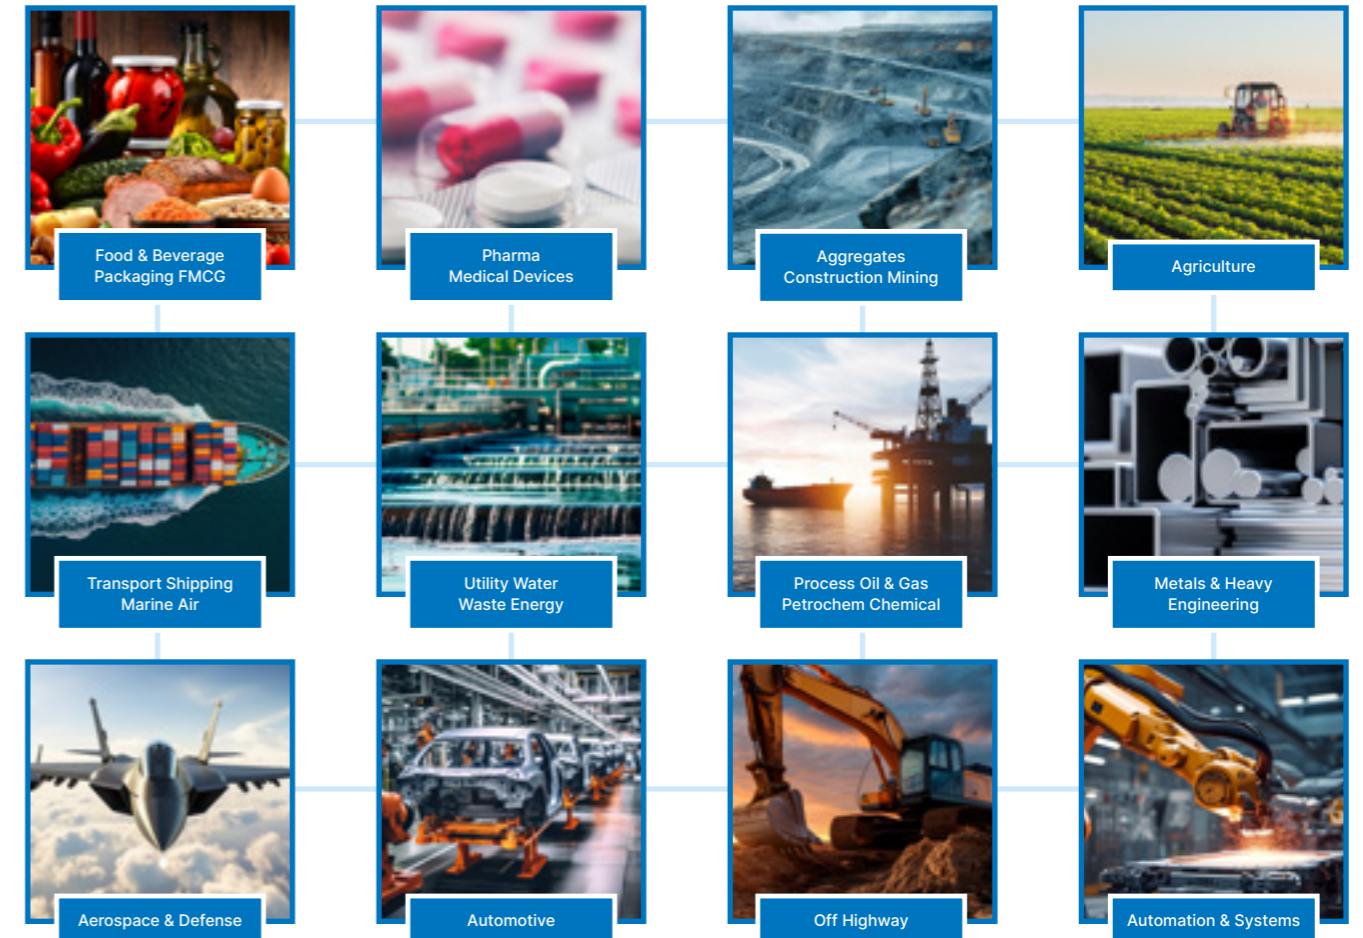 Food & Beverage
Packaging FMCG
Pharma
Medical Devices
Aggregates
Construction Mining
Agriculture
Transport Shipping
Marine Air
Utility Water
Waste Energy
Process Oil & Gas
Petrochem Chemical
Metals & Heavy
Engineering
Aerospace & Defense
Automotive
Off Highway
Automation & Systems